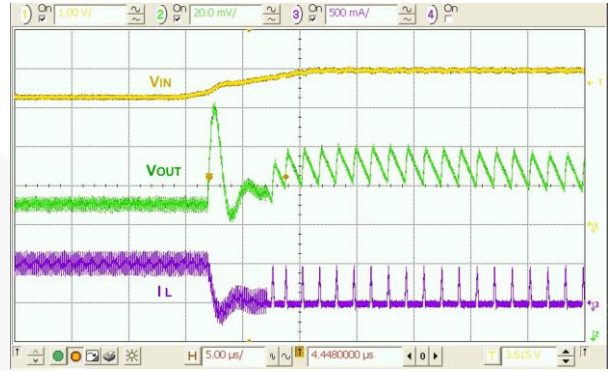 1) On 1.00 V/ 2) On 20.0 mV/ 3) On 500 mA/ 4) On
VIN
VOUT
IL
H 5.00 µs/ 4.4480000 µs 0 T 3.615 V